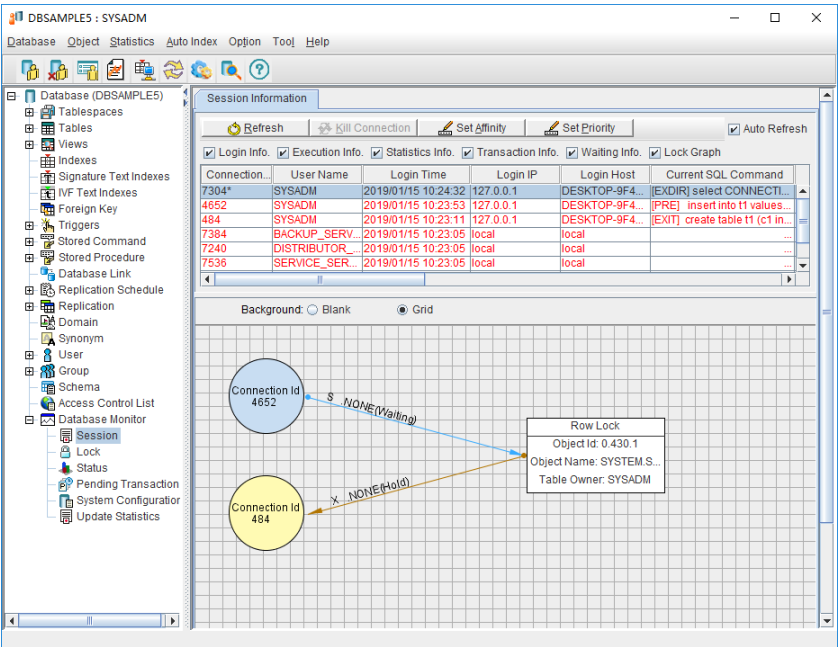 DBSAMPLE5 : SYSADM
Database Object Statistics Auto Index Option Tool Help
Database (DBSAMPLE5)
Tablespaces
Tables
Views
Indexes
Signature Text Indexes
IVF Text Indexes
Foreign Key
Triggers
Stored Command
Stored Procedure
Database Link
Replication Schedule
Replication
Domain
Synonym
User
Group
Schema
Access Control List
Database Monitor
Session
Lock
Status
Pending Transaction
System Configuration
Update Statistics
Session Information
Refresh Kill Connection Set Affinity Set Priority Auto Refresh
Login Info. Execution Info. Statistics Info. Transaction Info. Waiting Info. Lock Graph
Connection... User Name Login Time Login IP Login Host Current SQL Command
7304* SYSADM 2019/01/15 10:24:32 127.0.0.1 DESKTOP-9F4... [EXDIR] select CONNECTI...
4652 SYSADM 2019/01/15 10:23:53 127.0.0.1 DESKTOP-9F4... [PRE] insert into t1 values...
484 SYSADM 2019/01/15 10:23:11 127.0.0.1 DESKTOP-9F4... [EXIT] create table t1 (c1 in...
7384 BACKUP_SERV... 2019/01/15 10:23:05 local local ...
7240 DISTRIBUTOR_... 2019/01/15 10:23:05 local local ...
7536 SERVICE_SER... 2019/01/15 10:23:05 local local ...
Background: Blank Grid
Connection Id
4652
S .NONE(Waiting)
Row Lock
Object Id: 0.430.1
Object Name: SYSTEM.S...
Table Owner: SYSADM
X .NONE(Hold)
Connection Id
484